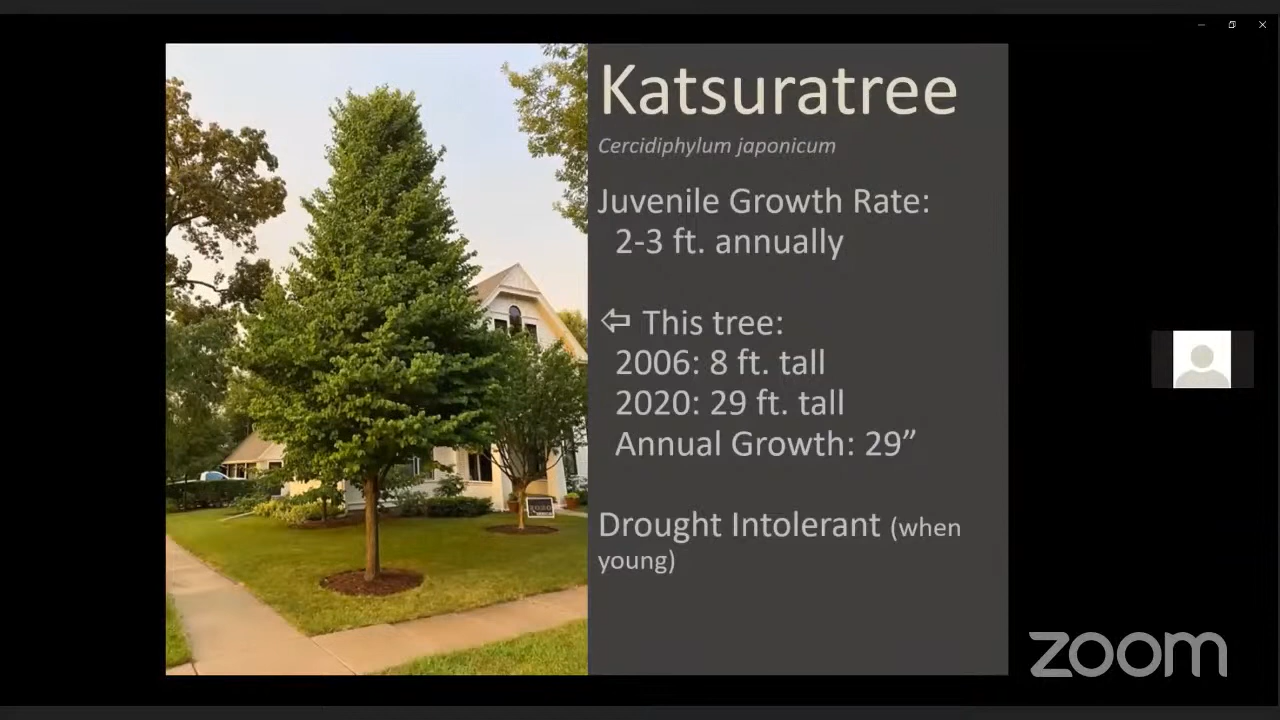 Katsuratree
Cercidiphylum japonicum
Juvenile Growth Rate:
2-3 ft. annually
⇦ This tree:
2006: 8 ft. tall
2020: 29 ft. tall
Annual Growth: 29”
Drought Intolerant (when
young)
2020
zoom